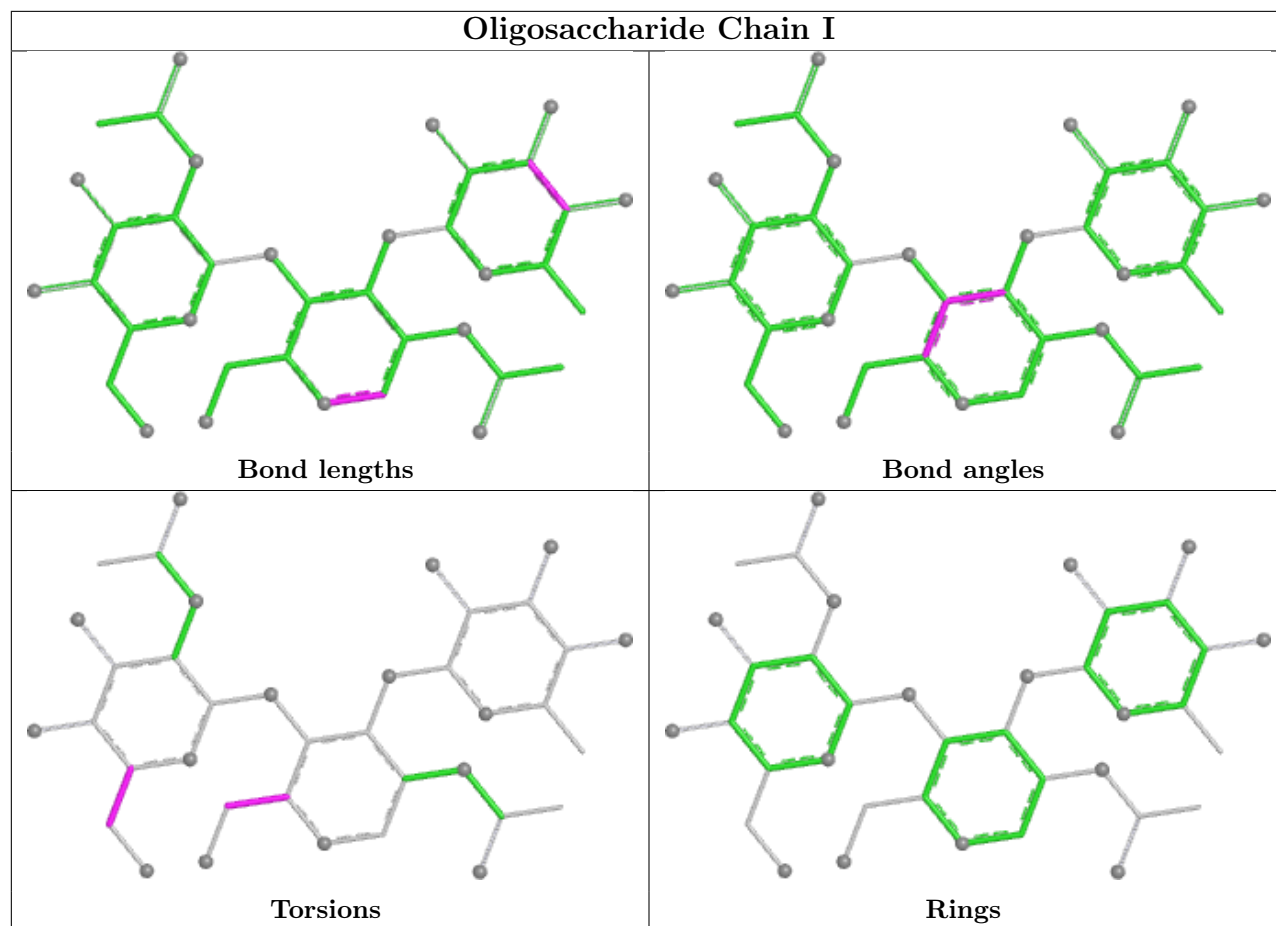 Oligosaccharide Chain I
Bond lengths
Bond angles
Torsions
Rings